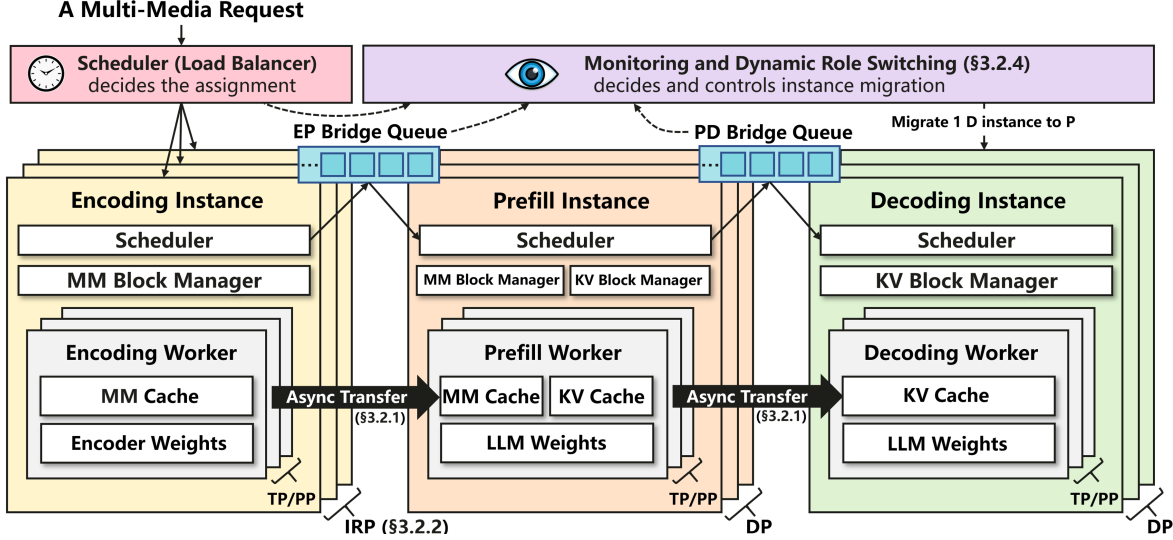 A Multi-Media Request
Scheduler (Load Balancer)
decides the assignment
Monitoring and Dynamic Role Switching (§3.2.4)
decides and controls instance migration
EP Bridge Queue
PD Bridge Queue
Migrate 1 D instance to P
...
...
Encoding Instance
Scheduler
MM Block Manager
Encoding Worker
MM Cache
Encoder Weights
TP/PP
IRP (§3.2.2)
Async Transfer
(§3.2.1)
Prefill Instance
Scheduler
MM Block Manager
KV Block Manager
Prefill Worker
MM Cache
KV Cache
LLM Weights
TP/PP
DP
Async Transfer
(§3.2.1)
Decoding Instance
Scheduler
KV Block Manager
Decoding Worker
KV Cache
LLM Weights
TP/PP
DP